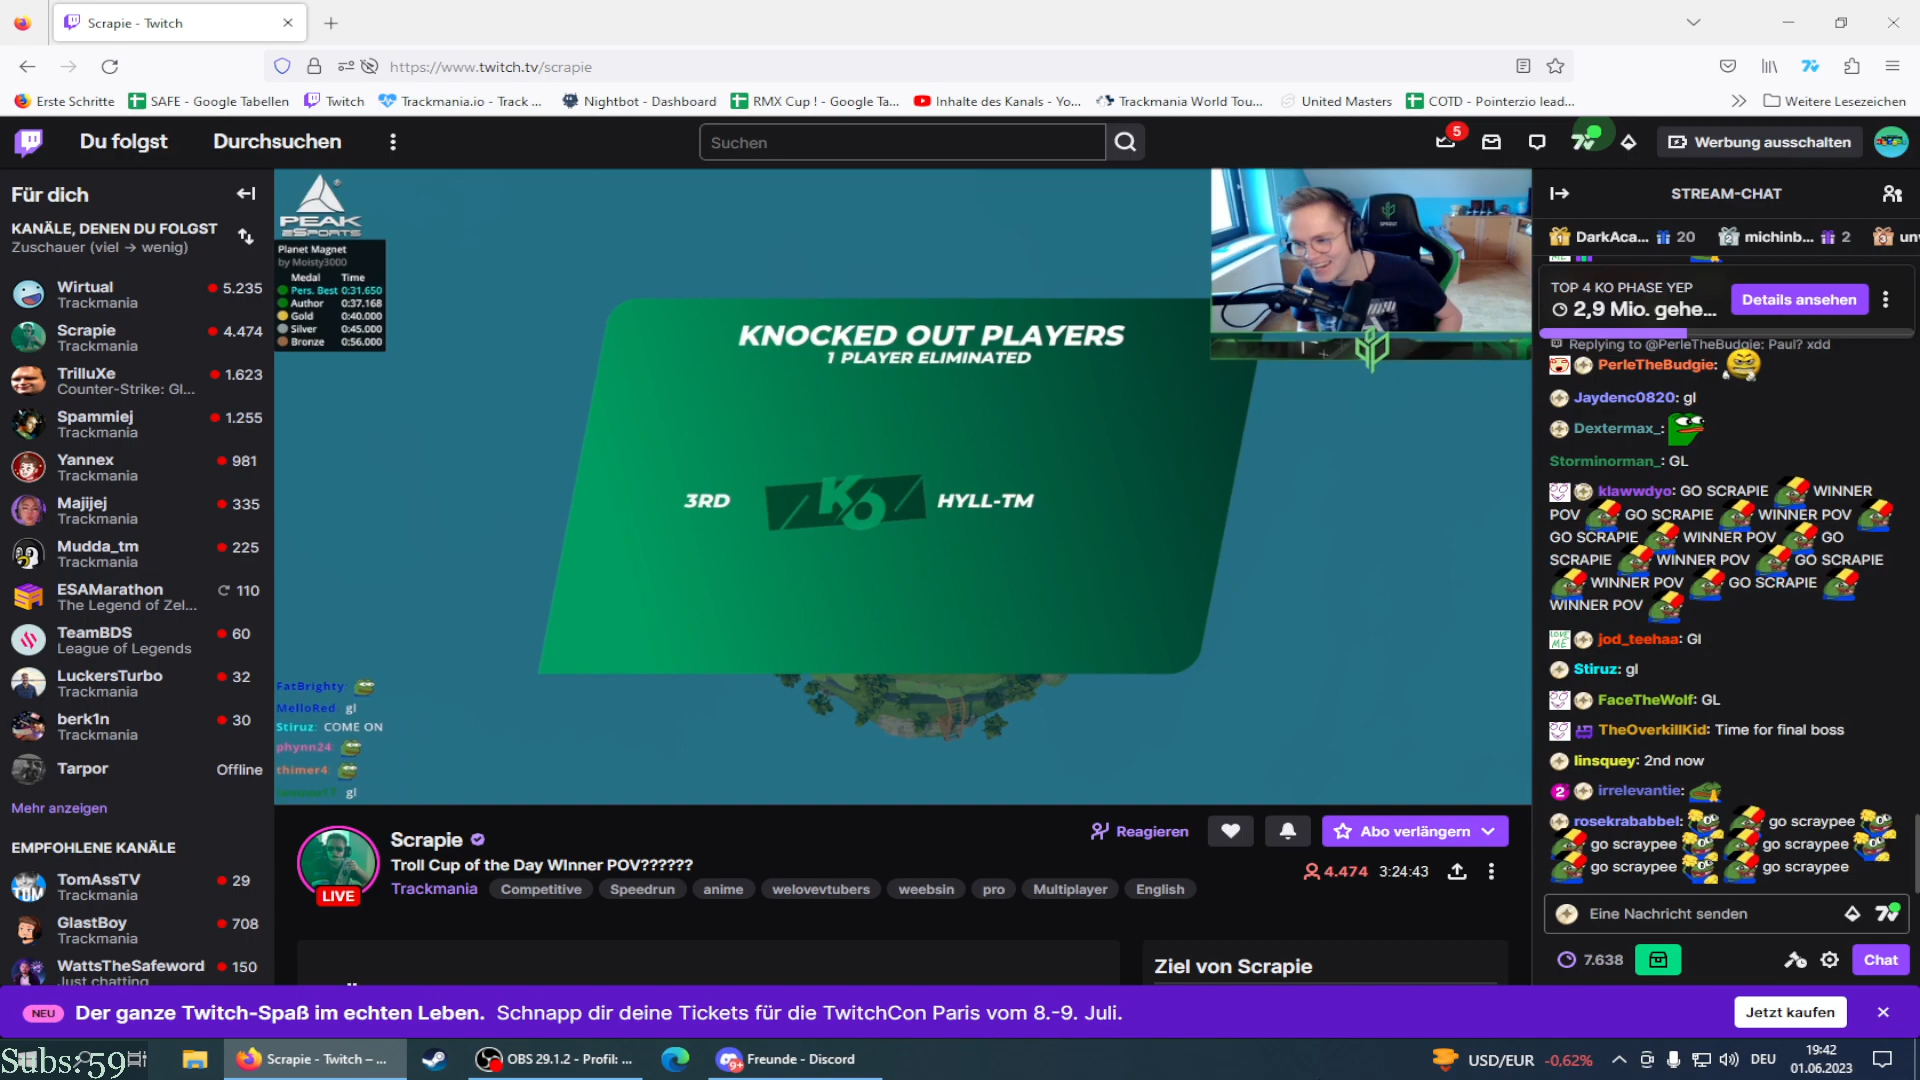 Scrapie - Twitch
https://www.twitch.tv/scrapie
Erste Schritte
SAFE - Google Tabellen
Twitch
Trackmania.io - Track ...
Nightbot - Dashboard
RMX Cup ! - Google Ta...
Inhalte des Kanals - Yo...
Trackmania World Tou...
United Masters
COTD - Pointerzio lead...
Weitere Lesezeichen
Du folgst
Durchsuchen
Suchen
5
Werbung ausschalten
Für dich
KANÄLE, DENEN DU FOLGST
Zuschauer (viel → wenig)
Wirtual 5.235
Trackmania
Scrapie 4.474
Trackmania
TrilluXe 1.623
Counter-Strike: Gl...
Spammiej 1.255
Trackmania
Yannex 981
Trackmania
Majijej 335
Trackmania
Mudda_tm 225
Trackmania
ESAMarathon 110
The Legend of Zel...
TeamBDS 60
League of Legends
LuckersTurbo 32
Trackmania
berk1n 30
Trackmania
Tarpor Offline
Mehr anzeigen
EMPFOHLENE KANÄLE
TomAssTV 29
Trackmania
GlastBoy 708
Trackmania
WattsTheSafeword 150
Just chatting
PEAK
ESPORTS
Planet Magnet
by Moisty3000
Medal Time
Pers. Best 0:31.650
Author 0:37.168
Gold 0:40.000
Silver 0:45.000
Bronze 0:56.000
KNOCKED OUT PLAYERS
1 PLAYER ELIMINATED
3RD KO HYLL-TM
FatBrighty:
MelloRed: gl
Stiruz: COME ON
phynn24:
thimer4:
gl
Scrapie
Troll Cup of the Day WInner POV??????
Trackmania Competitive Speedrun anime welovevtubers weebsin pro Multiplayer English
LIVE
Reagieren
Abo verlängern
4.474 3:24:43
Ziel von Scrapie
STREAM-CHAT
DarkAca... 20 michinb... 2
TOP 4 KO PHASE YEP
2,9 Mio. gehe...
Details ansehen
Replying to @PerleTheBudgie: Paul? xdd
PerleTheBudgie:
Jaydenc0820: gl
Dextermax_:
Storminorman_: GL
klawwdyo: GO SCRAPIE WINNER
POV GO SCRAPIE WINNER POV
GO SCRAPIE WINNER POV GO
SCRAPIE WINNER POV GO SCRAPIE
WINNER POV GO SCRAPIE
WINNER POV
jod_teehaa: Gl
Stiruz: gl
FaceTheWolf: GL
TheOverkillKid: Time for final boss
linsquey: 2nd now
irrelevantie:
rosekrababbel: go scraypee
go scraypee go scraypee
go scraypee go scraypee
Eine Nachricht senden
7.638
Chat
NEU Der ganze Twitch-Spaß im echten Leben. Schnapp dir deine Tickets für die TwitchCon Paris vom 8.-9. Juli.
Jetzt kaufen
Subs: 59
Scrapie - Twitch – ...
OBS 29.1.2 - Profil: ...
Freunde - Discord
USD/EUR -0,62%
DEU
19:42
01.06.2023